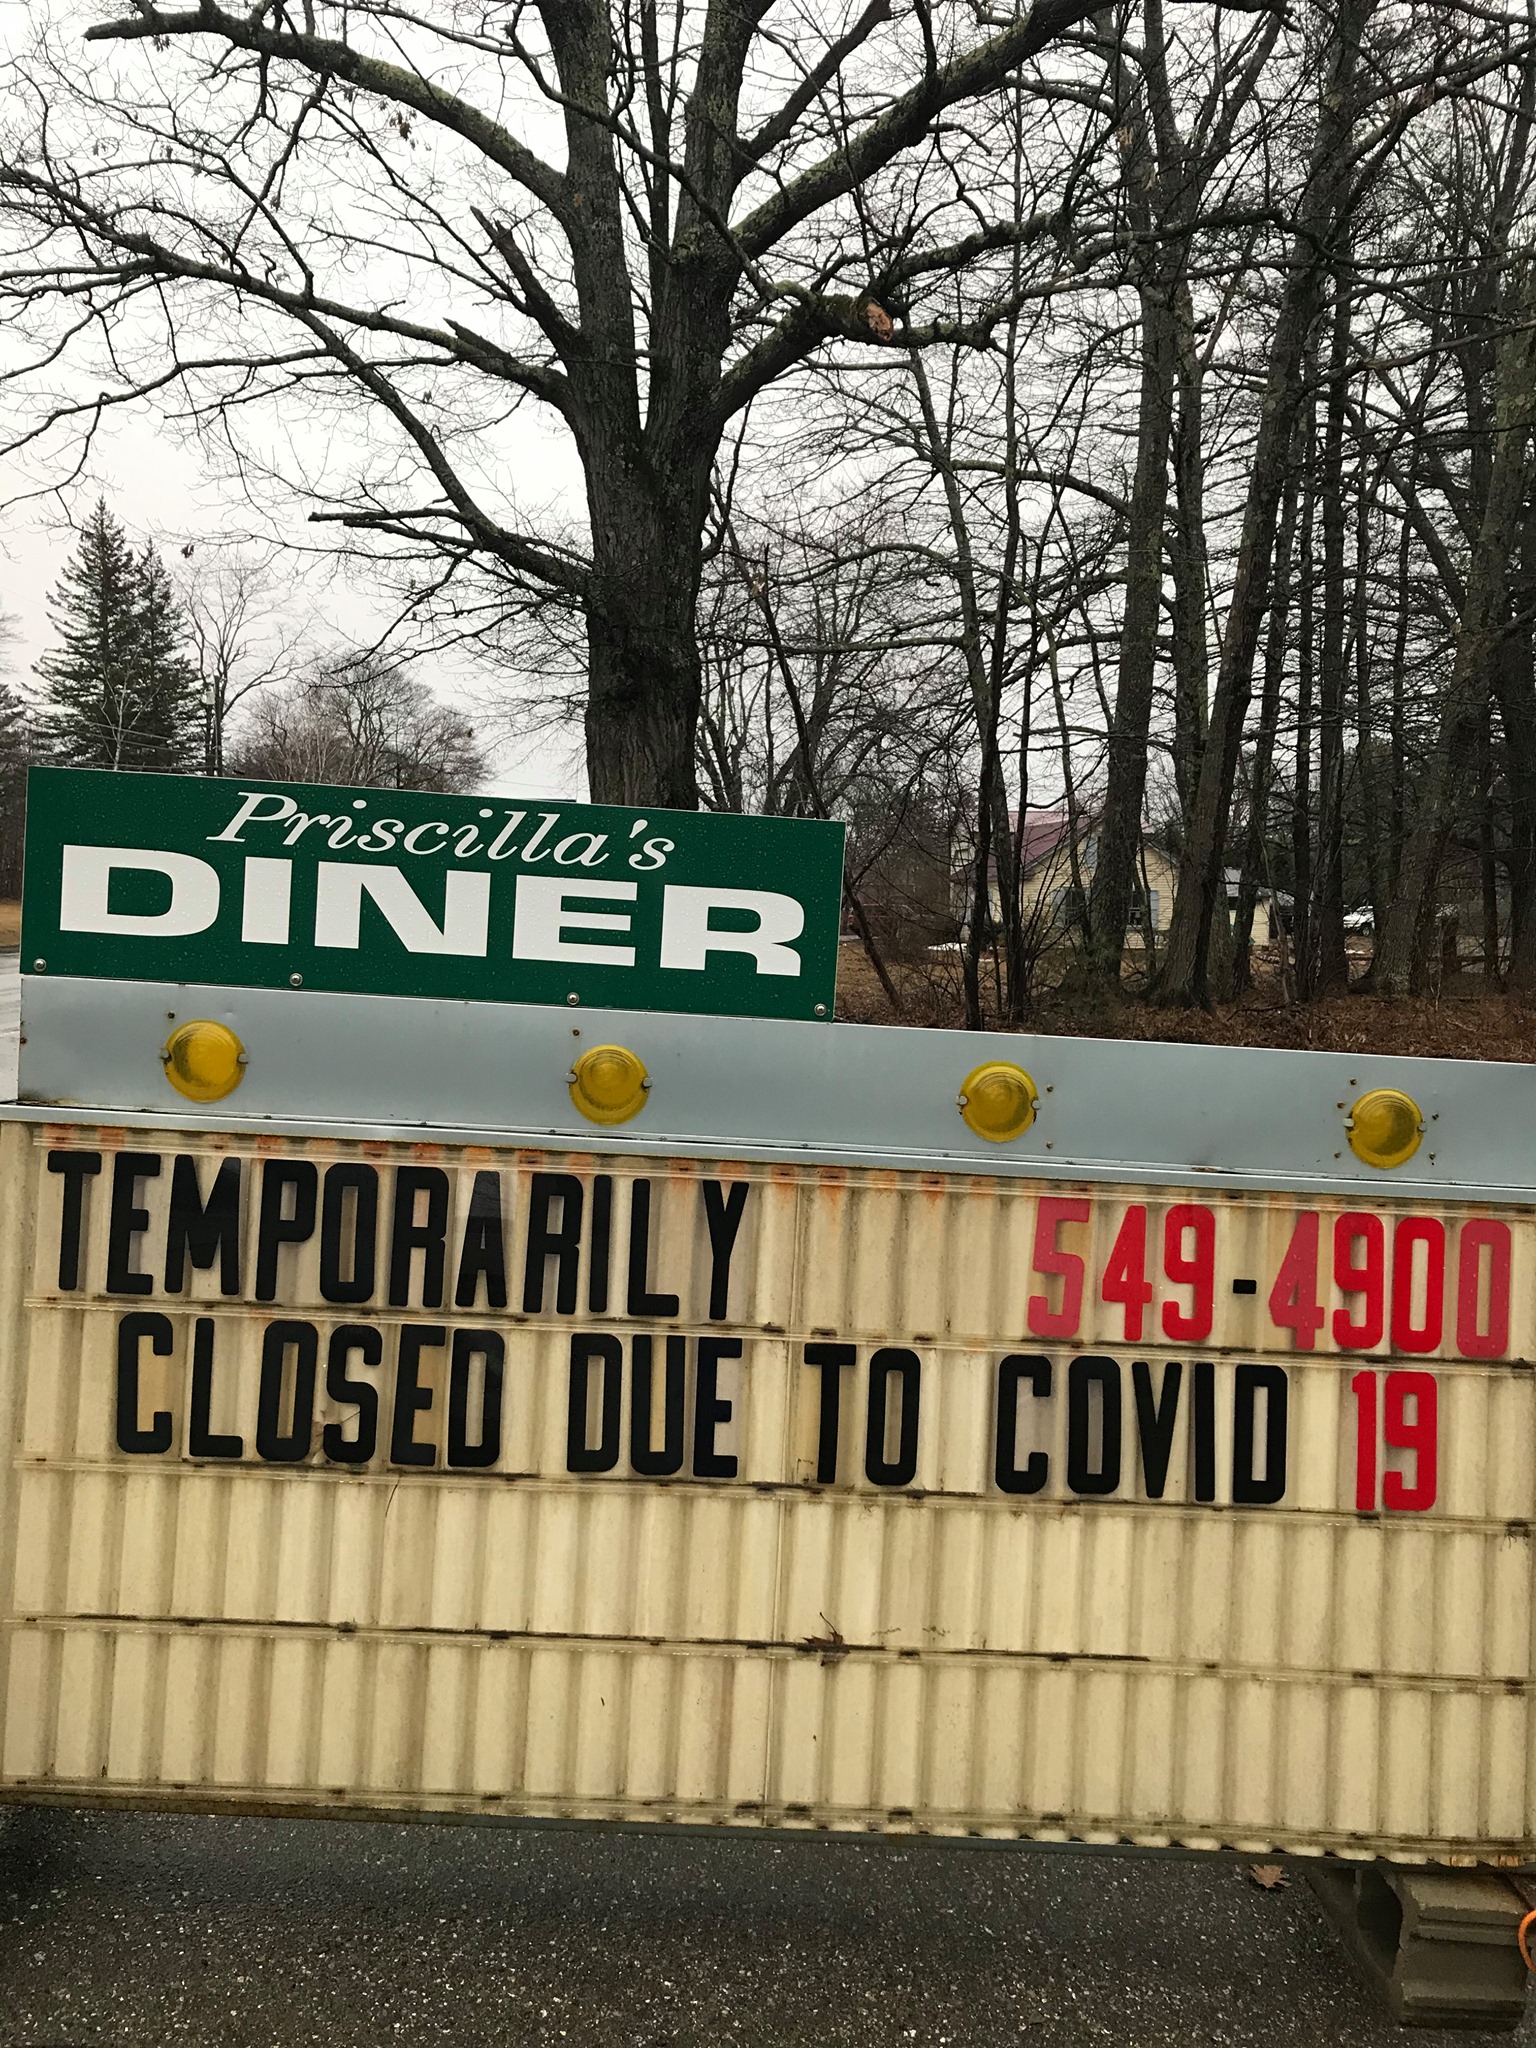 Priscilla's
DINER
TEMPORARILY 549-4900
CLOSED DUE TO COVID 19